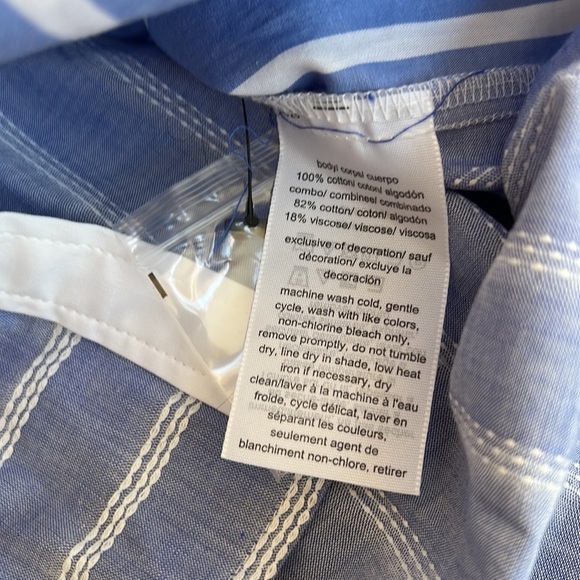 body/ corps/ cuerpo
100% cotton/ coton/ algodón
combo/ combinee/ combinado
82% cotton/ coton/ algodón
18% viscose/ viscose/ viscosa
exclusive of decoration/ sauf
décoration/ excluye la
decoración
machine wash cold, gentle
cycle, wash with like colors,
non-chlorine bleach only,
remove promptly, do not tumble
dry, line dry in shade, low heat
iron if necessary, dry
clean/laver à la machine à l'eau
froide, cycle délicat, laver en
séparant les couleurs,
seulement agent de
blanchiment non-chlore, retirer